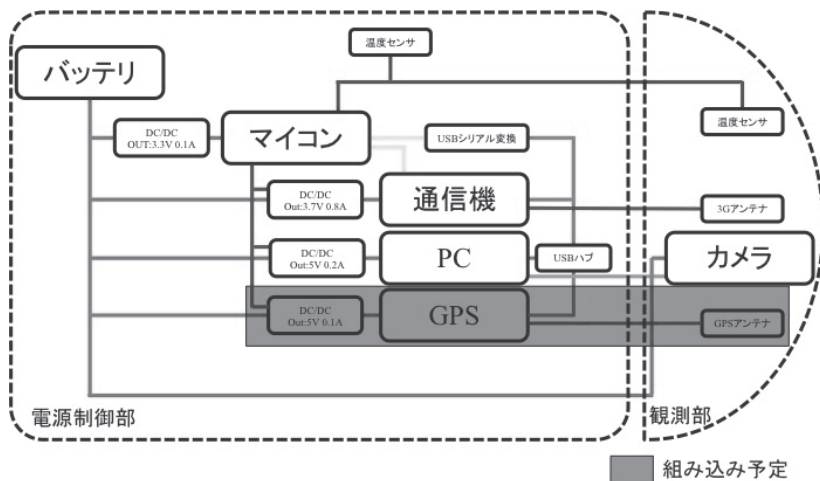 温度センサ
バッテリ
DC/DC
OUT:3.3V 0.1A
マイコン
USBシリアル変換
温度センサ
DC/DC
Out:3.7V 0.8A
通信機
3Gアンテナ
DC/DC
Out:5V 0.2A
PC
USBハブ
カメラ
DC/DC
Out:5V 0.1A
GPS
GPSアンテナ
電源制御部
観測部
組み込み予定